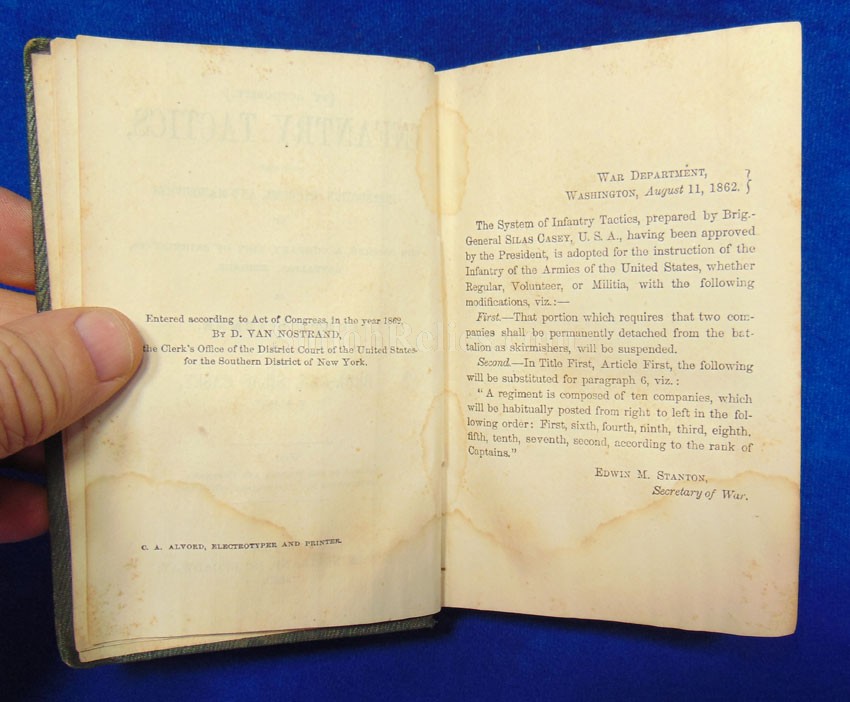 INFANTRY TACTICS,
Entered according to Act of Congress, in the year 1862,
BY D. VAN NOSTRAND,
the Clerk's Office of the District Court of the United States
for the Southern District of New York.
C. A. ALVORD, ELECTROTYPER AND PRINTER.
WAR DEPARTMENT,
WASHINGTON, August 11, 1862. }
The System of Infantry Tactics, prepared by Brig.-
General SILAS CASEY, U. S. A., having been approved
by the President, is adopted for the instruction of the
Infantry of the Armies of the United States, whether
Regular, Volunteer, or Militia, with the following
modifications, viz.:—
First.—That portion which requires that two com-
panies shall be permanently detached from the bat-
talion as skirmishers, will be suspended.
Second.—In Title First, Article First, the following
will be substituted for paragraph 6, viz.:
"A regiment is composed of ten companies, which
will be habitually posted from right to left in the fol-
lowing order: First, sixth, fourth, ninth, third, eighth,
fifth, tenth, seventh, second, according to the rank of
Captains."
EDWIN M. STANTON,
Secretary of War.